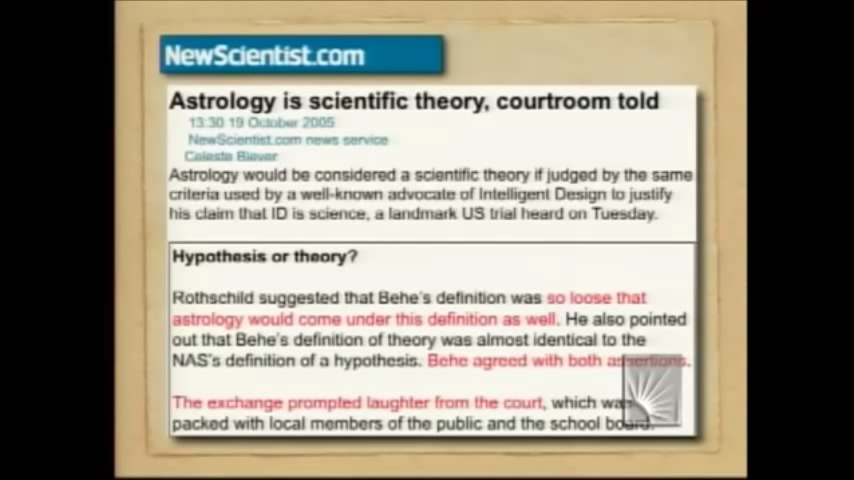 NewScientist.com
Astrology is scientific theory, courtroom told
13:30 19 October 2005
NewScientist.com news service
Celeste Biever
Astrology would be considered a scientific theory if judged by the same
criteria used by a well-known advocate of Intelligent Design to justify
his claim that ID is science, a landmark US trial heard on Tuesday.
Hypothesis or theory?
Rothschild suggested that Behe's definition was so loose that
astrology would come under this definition as well. He also pointed
out that Behe's definition of theory was almost identical to the
NAS's definition of a hypothesis. Behe agreed with both assertions.
The exchange prompted laughter from the court, which was
packed with local members of the public and the school board.